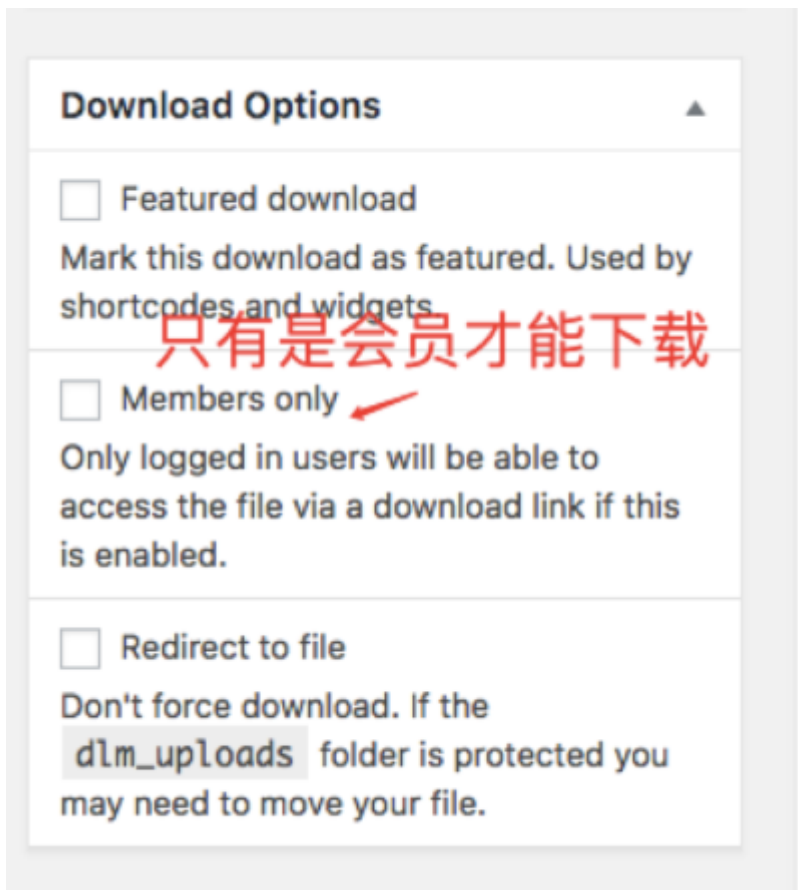 Download Options
Featured download
Mark this download as featured. Used by
shortcodes and widgets.
只有是会员才能下载
Members only
Only logged in users will be able to
access the file via a download link if this
is enabled.
Redirect to file
Don't force download. If the
dlm_uploads folder is protected you
may need to move your file.